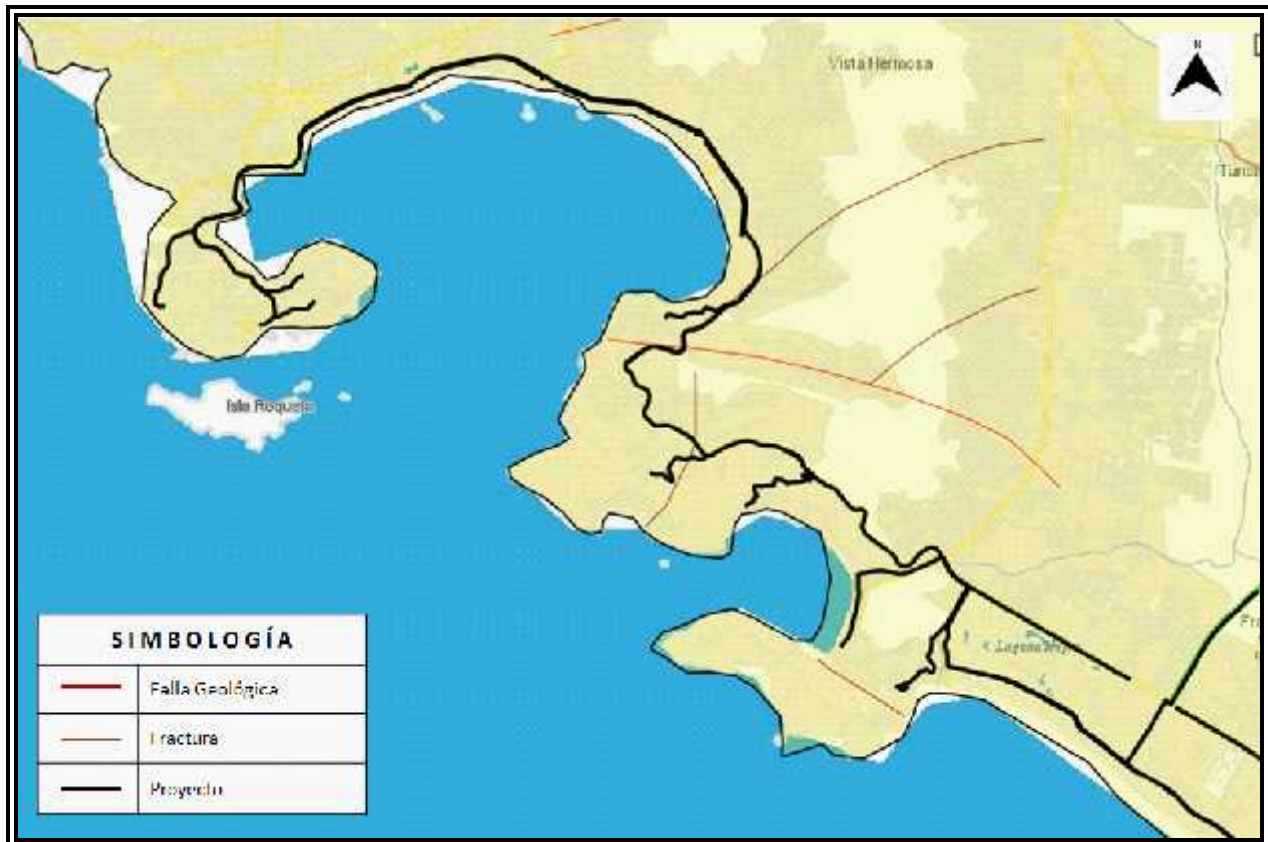 N
Vista Hermosa
Isla Roqueta
SIMBOLOGÍA
Falla Geológica
Fractura
Proyecto